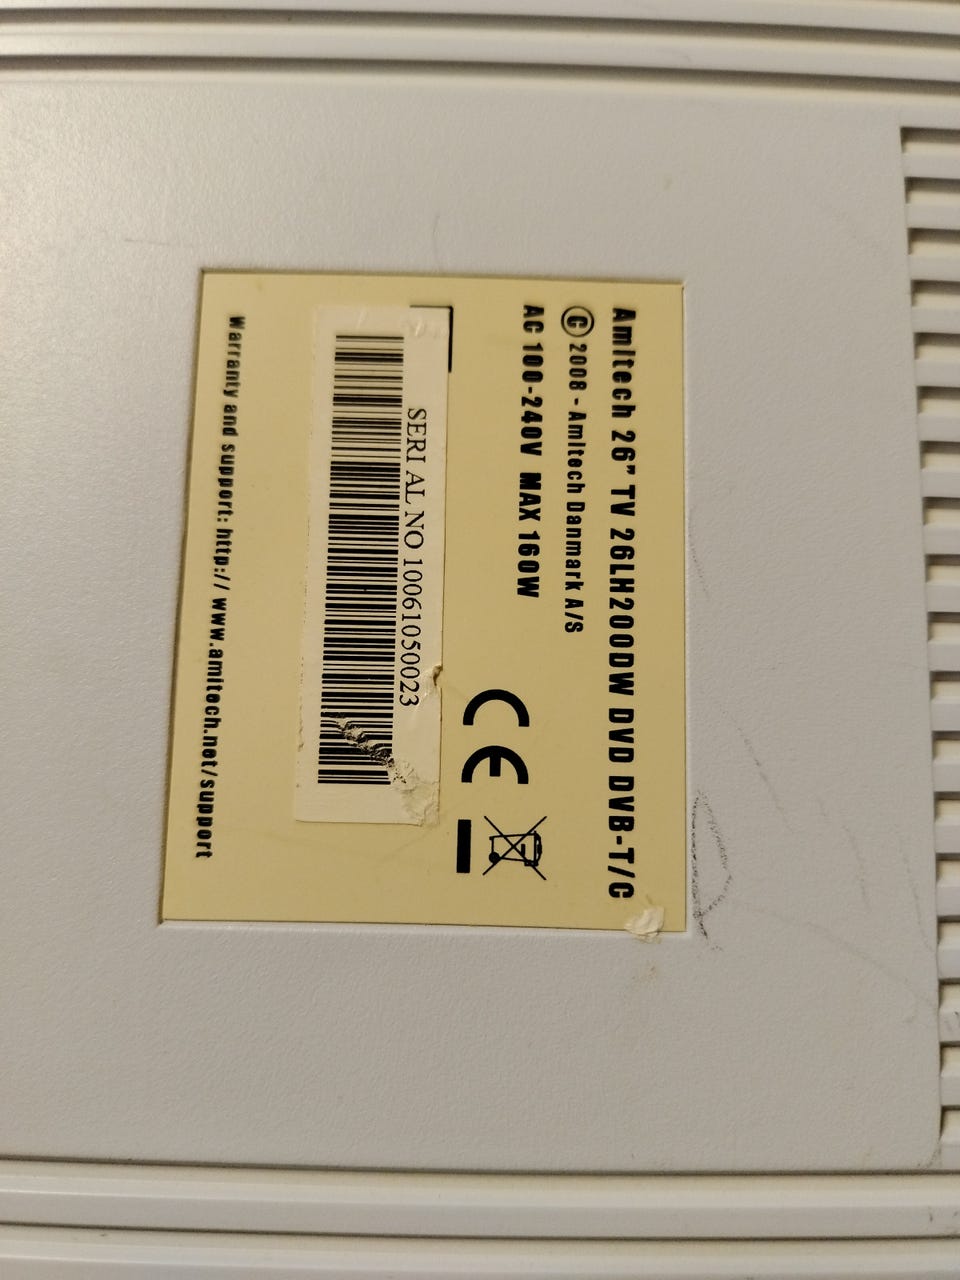 Amitech 26” TV 26LH200DW DVD DVB-T/C
© 2008 - Amitech Danmark A/S
AC 100-240V MAX 160W
CE
SERI AL NO 10061050023
Warranty and support: http:// www.amitech.net/support